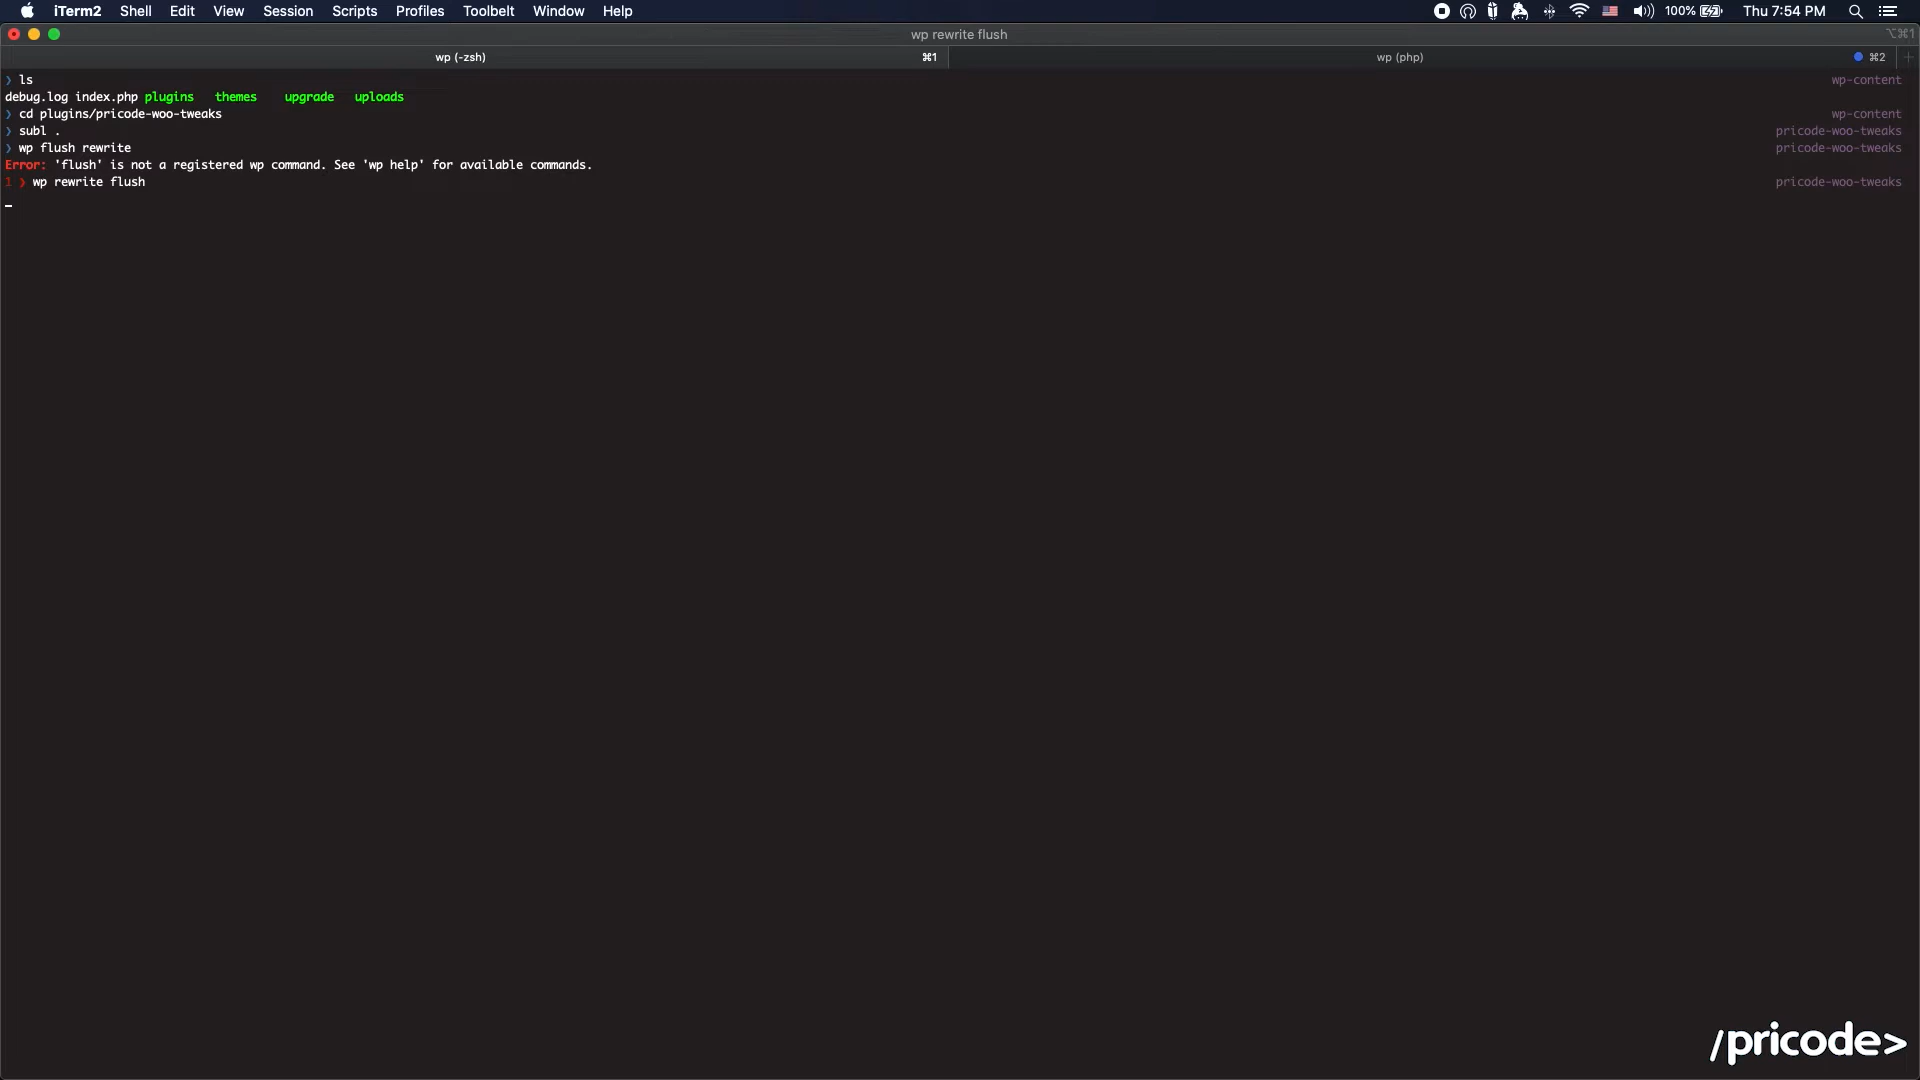 iTerm2 Shell Edit View Session Scripts Profiles Toolbelt Window Help 100% Thu 7:54 PM
wp rewrite flush ⌥⌘1
wp (-zsh) ⌘1 wp (php) ⌘2
❯ ls wp-content
debug.log index.php plugins themes upgrade uploads
❯ cd plugins/pricode-woo-tweaks wp-content
❯ subl . pricode-woo-tweaks
❯ wp flush rewrite pricode-woo-tweaks
Error: 'flush' is not a registered wp command. See 'wp help' for available commands.
1 ❯ wp rewrite flush pricode-woo-tweaks
/pricode>